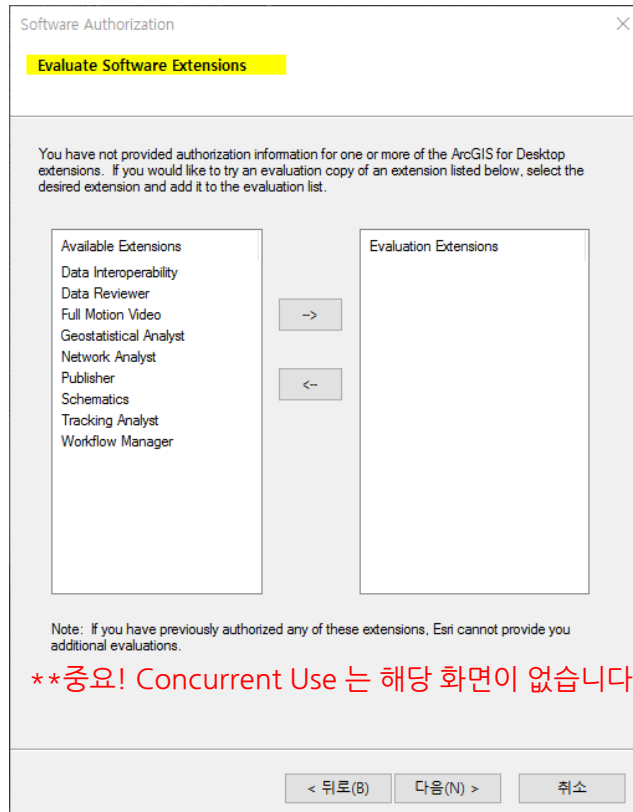 Software Authorization
Evaluate Software Extensions
You have not provided authorization information for one or more of the ArcGIS for Desktop
extensions. If you would like to try an evaluation copy of an extension listed below, select the
desired extension and add it to the evaluation list.
Available Extensions
Data Interoperability
Data Reviewer
Full Motion Video
Geostatistical Analyst
Network Analyst
Publisher
Schematics
Tracking Analyst
Workflow Manager
-->
<--
Evaluation Extensions
Note: If you have previously authorized any of these extensions, Esri cannot provide you
additional evaluations.
**중요! Concurrent Use 는 해당 화면이 없습니다
< 뒤로(B)
다음(N) >
취소